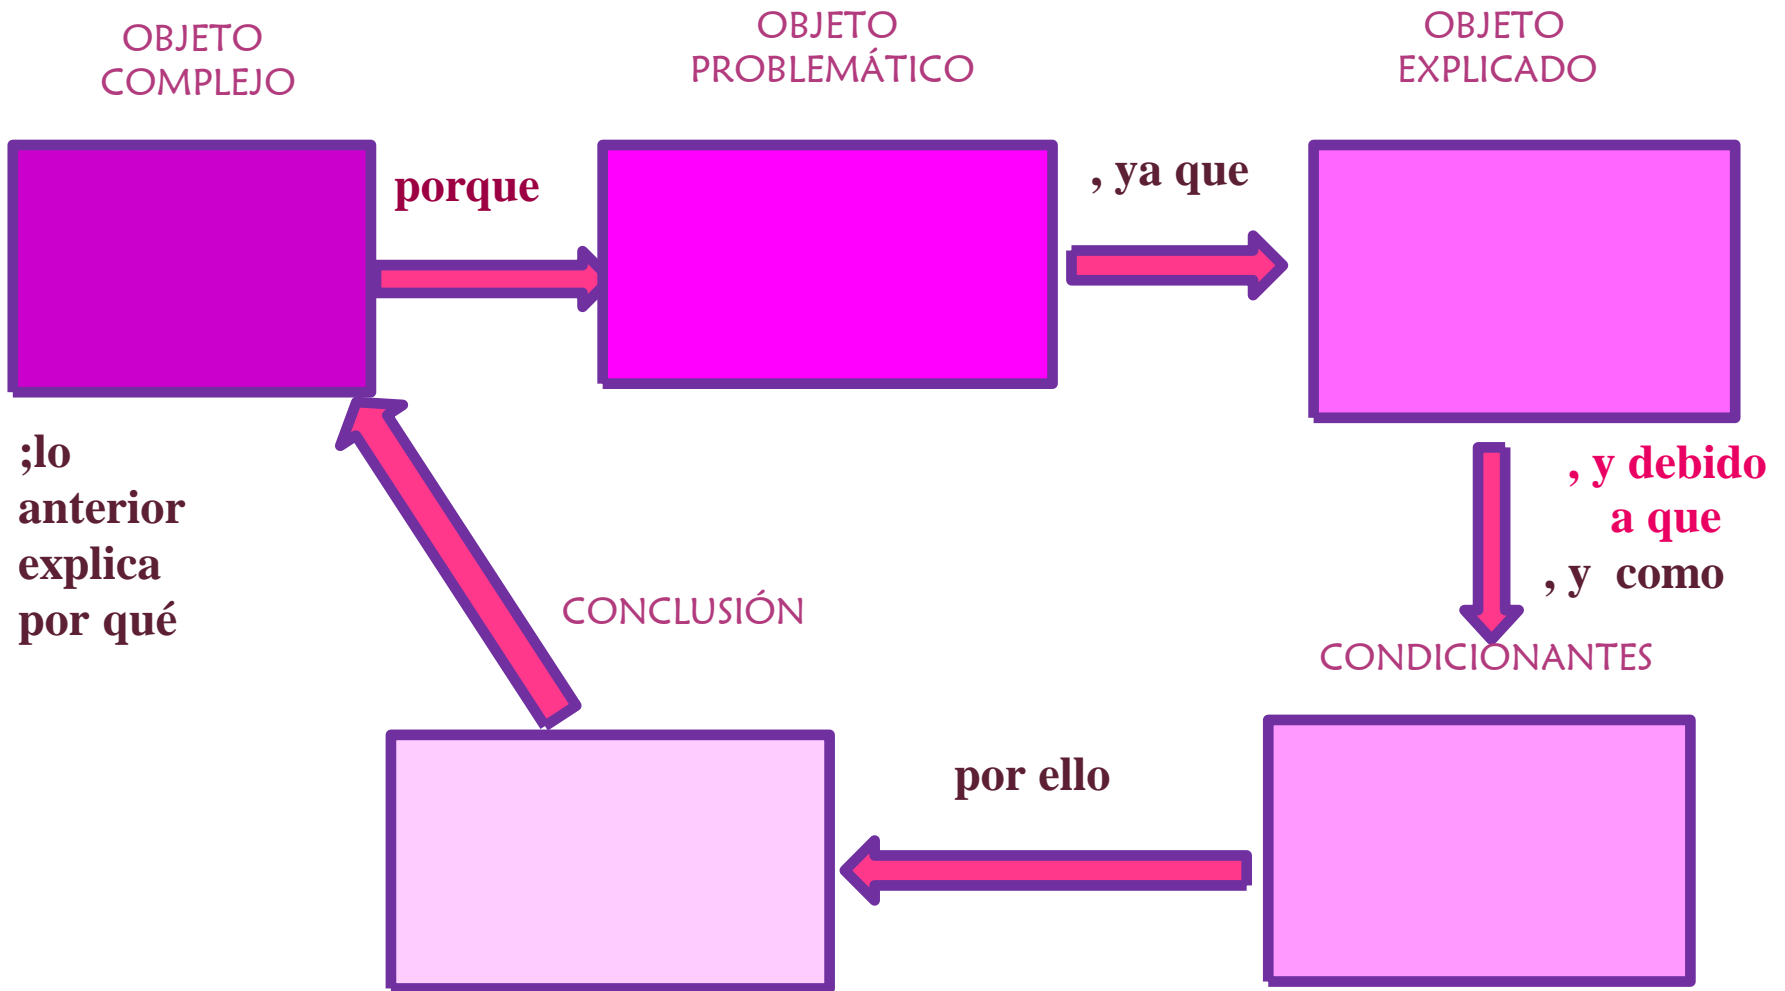 OBJETO
COMPLEJO
OBJETO
PROBLEMÁTICO
OBJETO
EXPLICADO
porque
, ya que
;lo
anterior
explica
por qué
, y debido
a que
, y como
CONCLUSIÓN
CONDICIONANTES
por ello